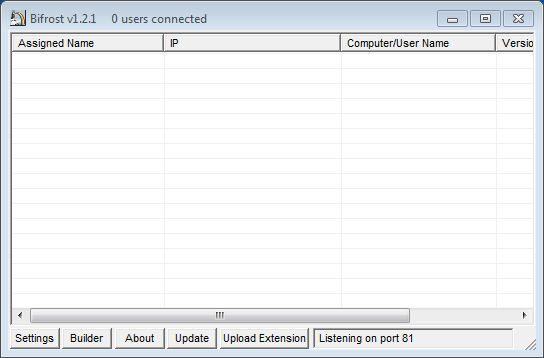 Bifrost v1.2.1 0 users connected
Assigned Name IP Computer/User Name Versio
Settings Builder About Update Upload Extension Listening on port 81